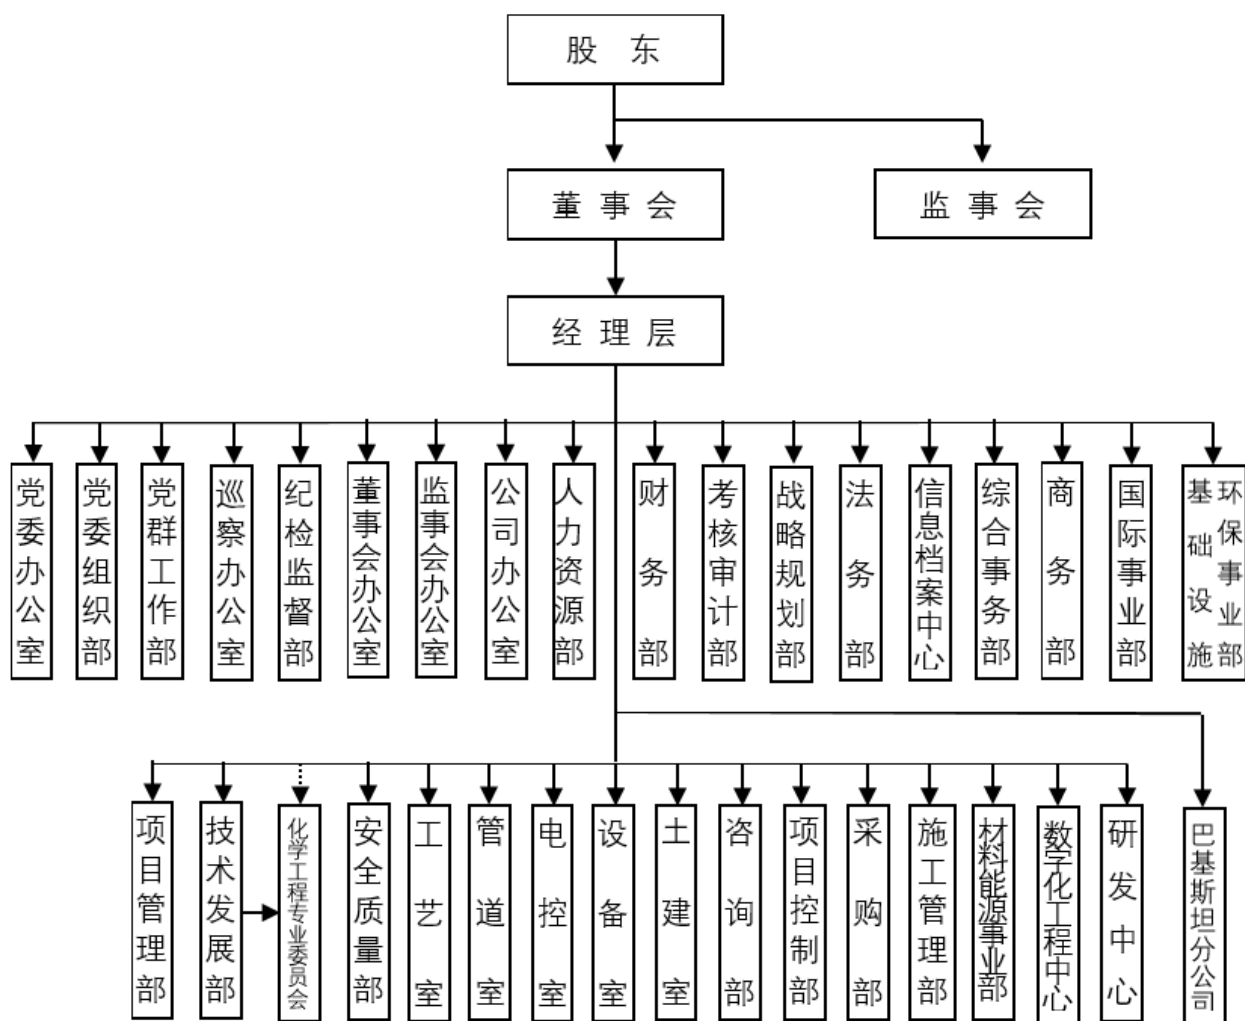 股东
董事会
监事会
经理层
党委办公室
党委组织部
党群工作部
巡察办公室
纪检监督部
董事会办公室
监事会办公室
公司办公室
人力资源部
财务部
考核审计部
战略规划部
法务部
信息档案中心
综合事务部
商务部
国际事业部
基础设施
环保事业部
项目管理部
技术发展部
化学工程专业委员会
安全质量部
工艺室
管道室
电控室
设备室
土建室
咨询部
项目控制部
采购部
施工管理部
材料能源事业部
数字化工程中心
研发中心
巴基斯坦分公司